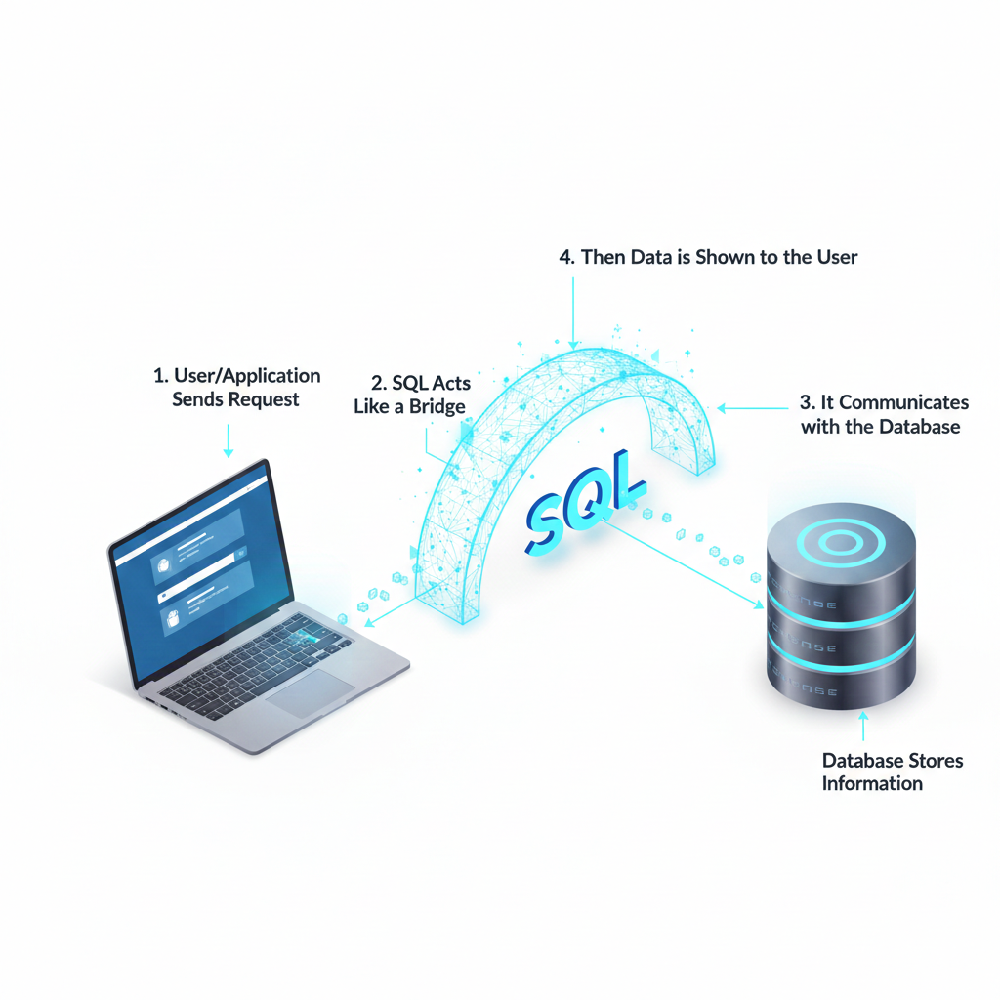 4. Then Data is Shown to the User
1. User/Application
Sends Request
2. SQL Acts
Like a Bridge
3. It Communicates
with the Database
SQL
Database Stores
Information